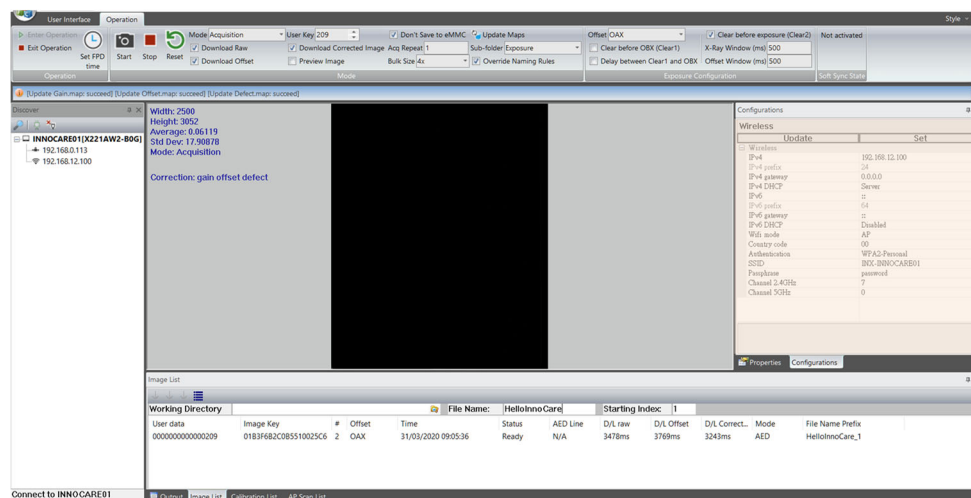 User Interface Operation Style
Enter Operation
Exit Operation
Set FPD time
Start Stop Reset
Mode Acquisition User Key 209 Don't Save to eMMC Update Maps
Download Raw Download Corrected Image Acq Repeat 1 Sub-folder Exposure
Download Offset Preview Image Bulk Size 4x Override Naming Rules
Offset OAX Clear before exposure (Clear2) Not activated
Clear before OBX (Clear1) X-Ray Window (ms) 500
Delay between Clear1 and OBX Offset Window (ms) 500
Operation Mode Exposure Configuration Soft Sync State
[Update Gain.map: succeed] [Update Offset.map: succeed] [Update Defect.map: succeed]
Discover
INNOCARE01[X221AW2-B0G]
192.168.0.113
192.168.12.100
Width: 2500
Height: 3052
Average: 0.06119
Std Dev: 17.90878
Mode: Acquisition
Correction: gain offset defect
Configurations
Wireless
Update Set
Wireless
IPv4 192.168.12.100
IPv4 prefix 24
IPv4 gateway 0.0.0.0
IPv4 DHCP Server
IPv6 ::
IPv6 prefix 64
IPv6 gateway ::
IPv6 DHCP Disabled
Wifi mode AP
Country code 00
Authentication WPA2-Personal
SSID INX-INNOCARE01
Passphrase password
Channel 2.4GHz 7
Channel 5GHz 0
Properties Configurations
Image List
Working Directory File Name: HelloInnoCare Starting Index: 1
User data Image Key # Offset Time Status AED Line D/L raw D/L Offset D/L Correct... Mode File Name Prefix
0000000000000209 01B3F6B2C0B5510025C6 2 OAX 31/03/2020 09:05:36 Ready N/A 3478ms 3769ms 3243ms AED HelloInnoCare_1
Output Image List Calibration List AP Scan List
Connect to INNOCARE01